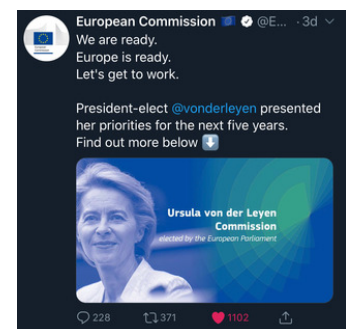 European Commission @E... · 3d
We are ready.
Europe is ready.
Let's get to work.
President-elect @vonderleyen presented
her priorities for the next five years.
Find out more below
Ursula von der Leyen
Commission
elected by the European Parliament
228 371 1102